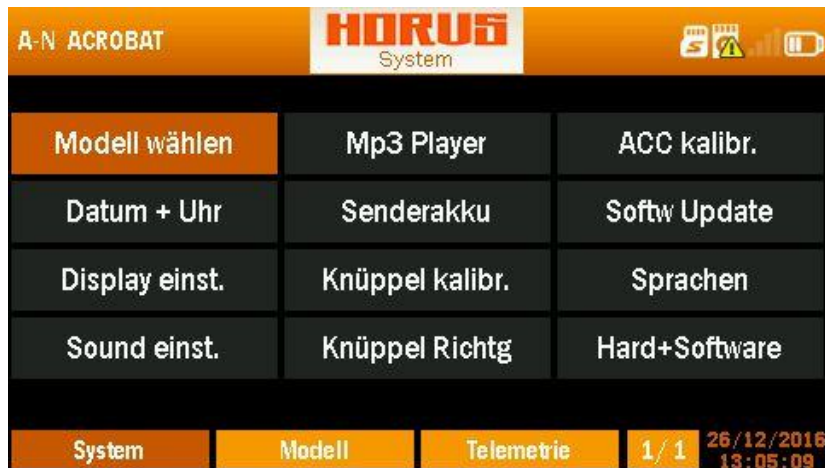 A-N ACROBAT
HORUS
System
Modell wählen
Mp3 Player
ACC kalibr.
Datum + Uhr
Senderakku
Softw Update
Display einst.
Knüppel kalibr.
Sprachen
Sound einst.
Knüppel Richtg
Hard+Software
System
Modell
Telemetrie
1/1
26/12/2016
13:05:09